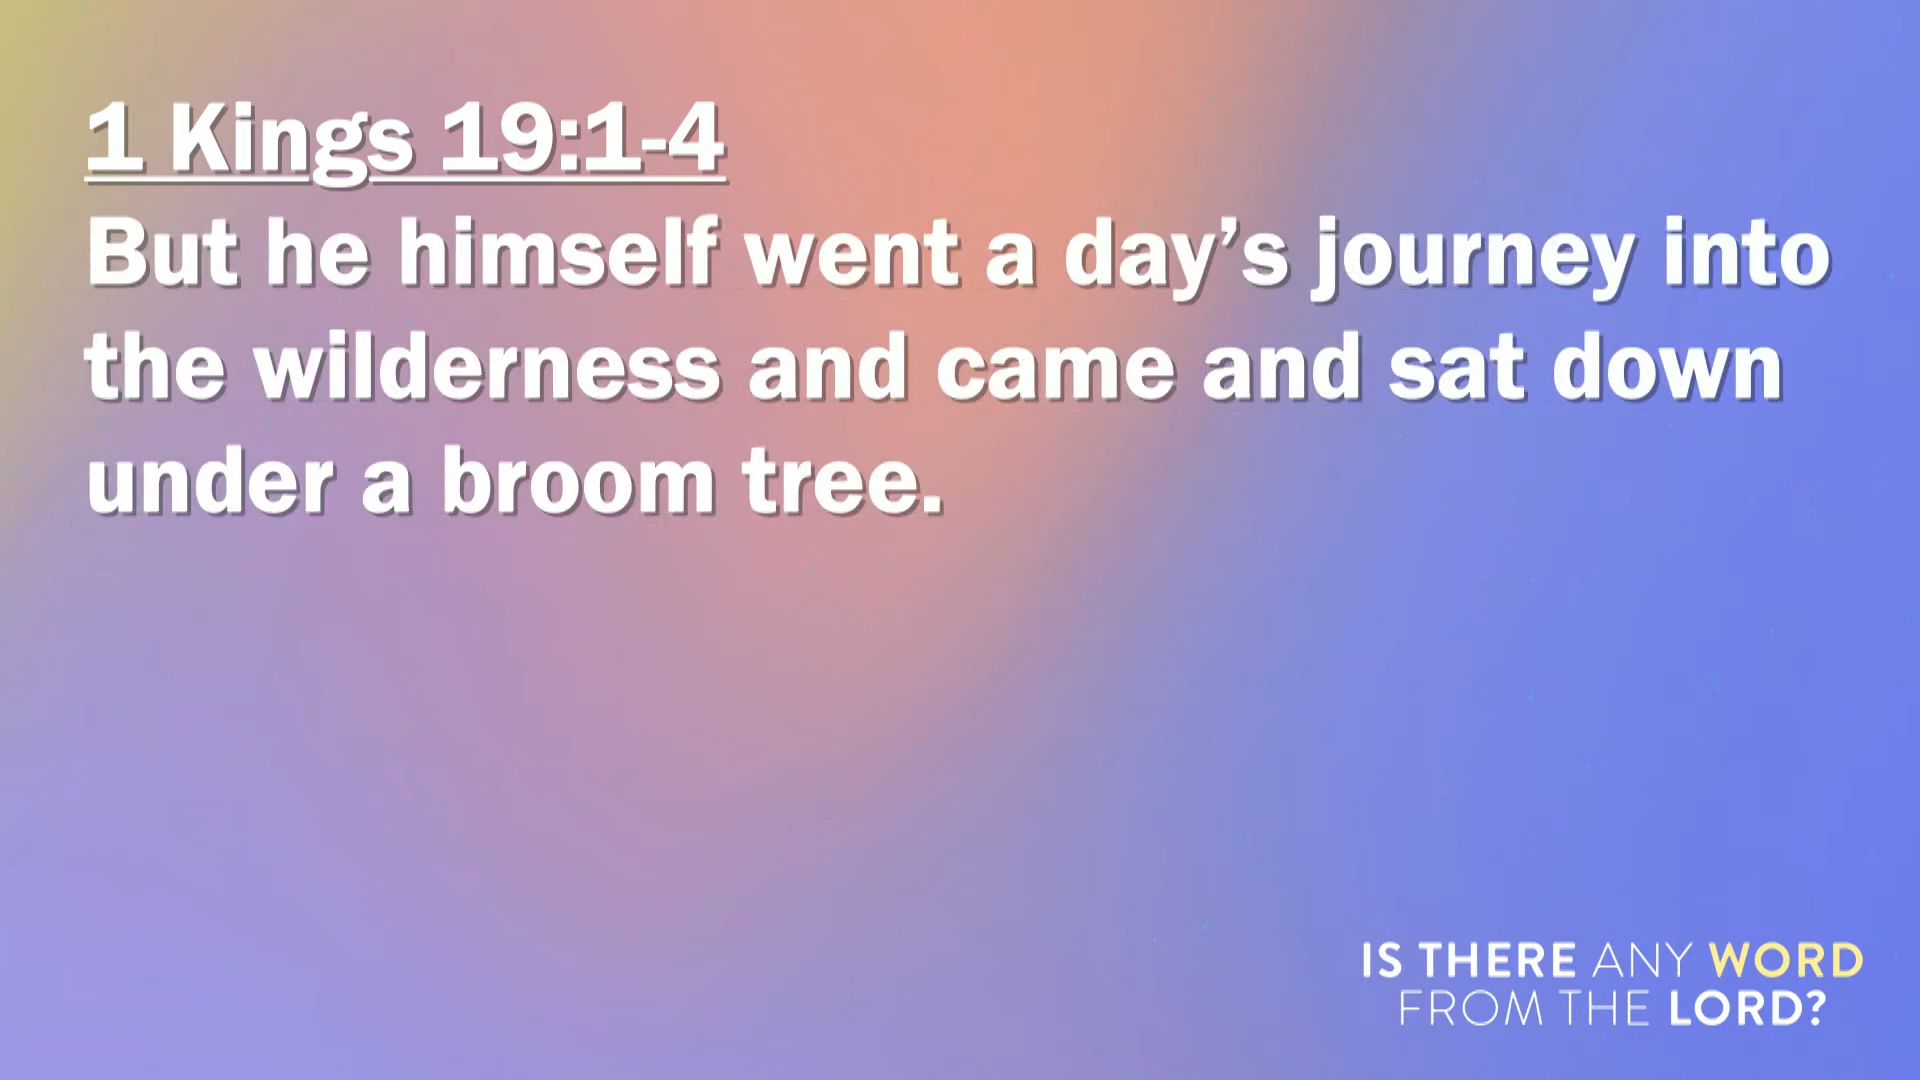 1 Kings 19:1-4
But he himself went a day’s journey into
the wilderness and came and sat down
under a broom tree.
IS THERE ANY WORD
FROM THE LORD?